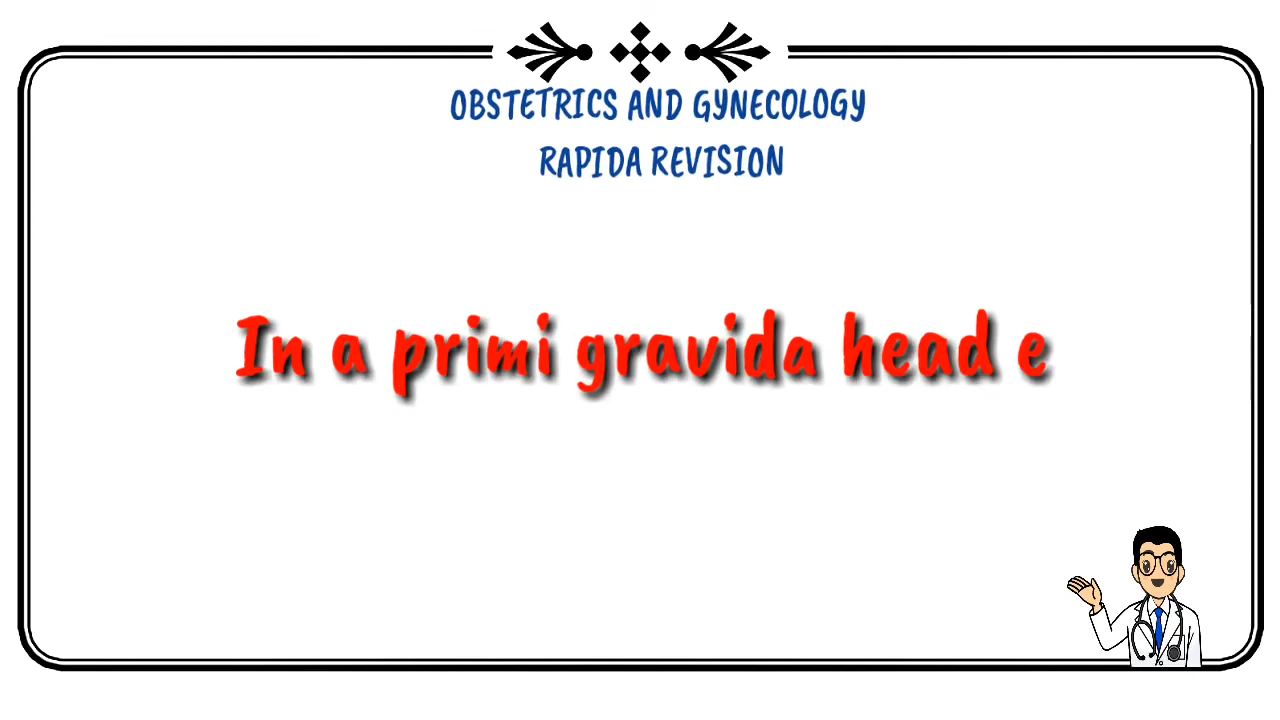 OBSTETRICS AND GYNECOLOGY
RAPIDA REVISION
In a primi gravida head e